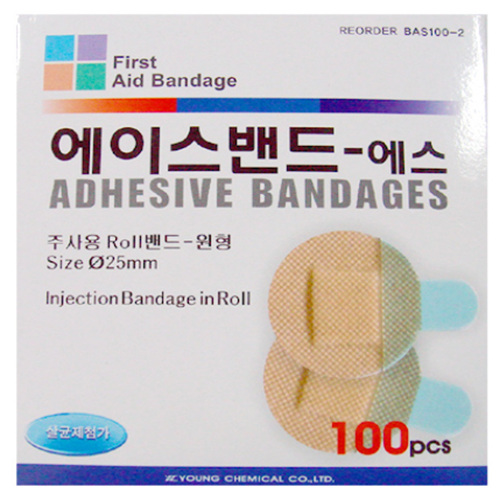 REORDER BAS100-2
First
Aid Bandage
에이스밴드-에스
ADHESIVE BANDAGES
주사용 Roll밴드-원형
Size Ø25mm
Injection Bandage in Roll
살균제첨가
100pcs
YOUNG CHEMICAL CO.,LTD.